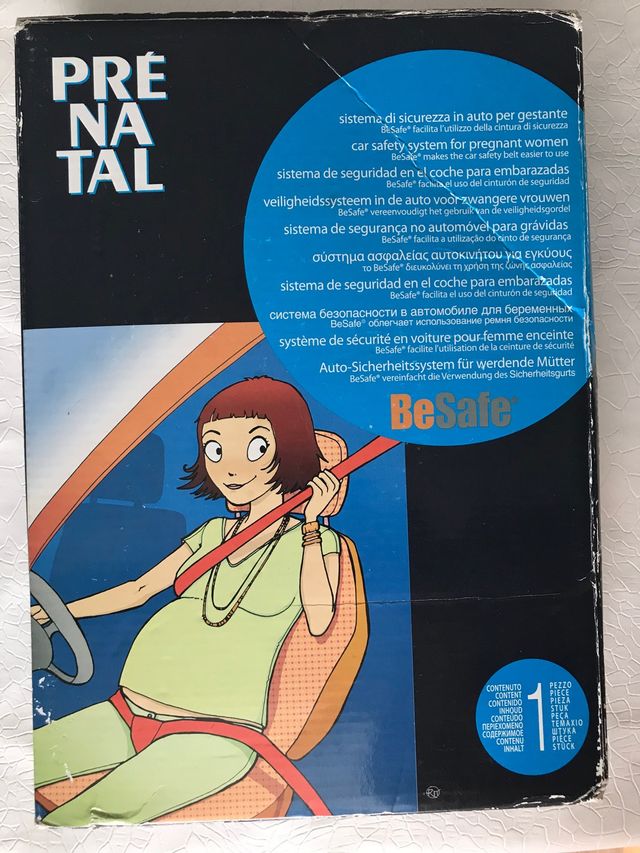 PRÉ
NA
TAL
sistema di sicurezza in auto per gestante
BeSafe® facilita l'utilizzo della cintura di sicurezza
car safety system for pregnant women
BeSafe® makes the car safety belt easier to use
sistema de seguridad en el coche para embarazadas
BeSafe® facilita el uso del cinturón de seguridad
veiligheidssysteem in de auto voor zwangere vrouwen
BeSafe® vereenvoudigt het gebruik van de veiligheidsgordel
sistema de segurança no automóvel para grávidas
BeSafe® facilita a utilização do cinto de segurança
σύστημα ασφαλείας αυτοκινήτου για εγκύους
το BeSafe® διευκολύνει τη χρήση της ζώνης ασφαλείας
sistema de seguridad en el coche para embarazadas
BeSafe® facilita el uso del cinturón de seguridad
система безопасности в автомобиле для беременных
BeSafe® облегчает использование ремня безопасности
système de sécurité en voiture pour femme enceinte
BeSafe® facilite l'utilisation de la ceinture de sécurité
Auto-Sicherheitssystem für werdende Mütter
BeSafe® vereinfacht die Verwendung des Sicherheitsgurts
BeSafe®
CONTENUTO
CONTENT
CONTENIDO
INHOUD
CONTEUDO
ΠΕΡΙΕΧΟΜΕΝΟ
СОДЕРЖИМОЕ
CONTENU
INHALT
1
PEZZO
PIECE
PIEZA
STUK
PEÇA
ΤΕΜΑΧΙΟ
ШТУКА
PIÈCE
STÜCK